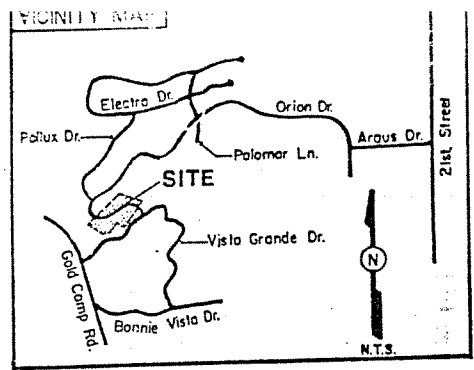 VICINITY MAP
Electra Dr.
Orion Dr.
Pollux Dr.
Palomar Ln.
Argus Dr.
21st. Street
SITE
Vista Grande Dr.
Gold Camp Rd.
Bonnie Vista Dr.
N
N.T.S.